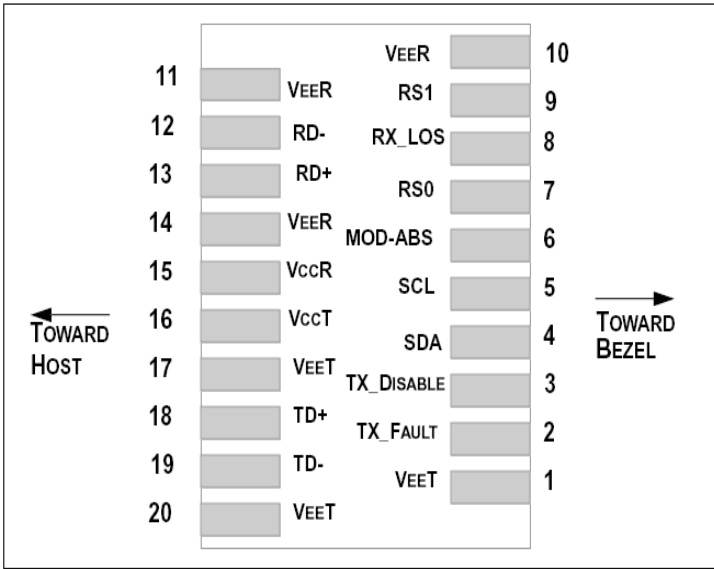 VEER 10
11 VEER
RS1 9
12 RD-
RX_LOS 8
13 RD+
RS0 7
14 VEER
MOD-ABS 6
15 VCCR
SCL 5
16 VCCT
SDA 4
17 VEET
TX_DISABLE 3
18 TD+
TX_FAULT 2
19 TD-
VEET 1
20 VEET
TOWARD
HOST
TOWARD
BEZEL